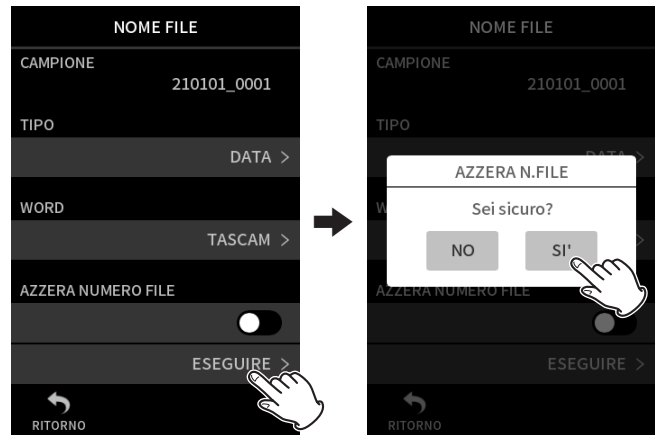 NOME FILE
CAMPIONE
210101_0001
TIPO
DATA >
WORD
TASCAM >
AZZERA NUMERO FILE
ESEGUIRE >
RITORNO
NOME FILE
CAMPIONE
210101_0001
TIPO
DATA >
AZZERA N.FILE
W
Sei sicuro?
NO
SI'
AZZERA NUMERO FILE
ESEGUIRE >
RITORNO